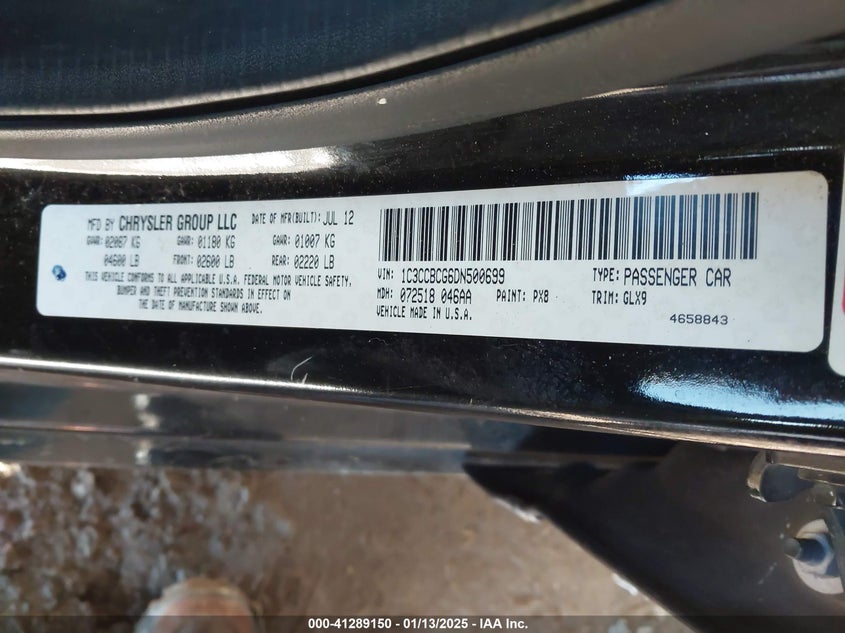 MFD BY CHRYSLER GROUP LLC DATE OF MFR(BUILT): JUL 12
GVWR: 02087 KG GAWR: 01180 KG GAWR: 01007 KG
04600 LB FRONT: 02600 LB REAR: 02220 LB
THIS VEHICLE CONFORMS TO ALL APPLICABLE U.S.A. FEDERAL MOTOR VEHICLE SAFETY,
BUMPER AND THEFT PREVENTION STANDARDS IN EFFECT ON
THE DATE OF MANUFACTURE SHOWN ABOVE.
VIN: 1C3CCBCG6DN500699 TYPE: PASSENGER CAR
MDH: 072518 046AA PAINT: PX8 TRIM: GLX9
VEHICLE MADE IN U.S.A.
4658843
000-41289150 - 01/13/2025 - IAA Inc.